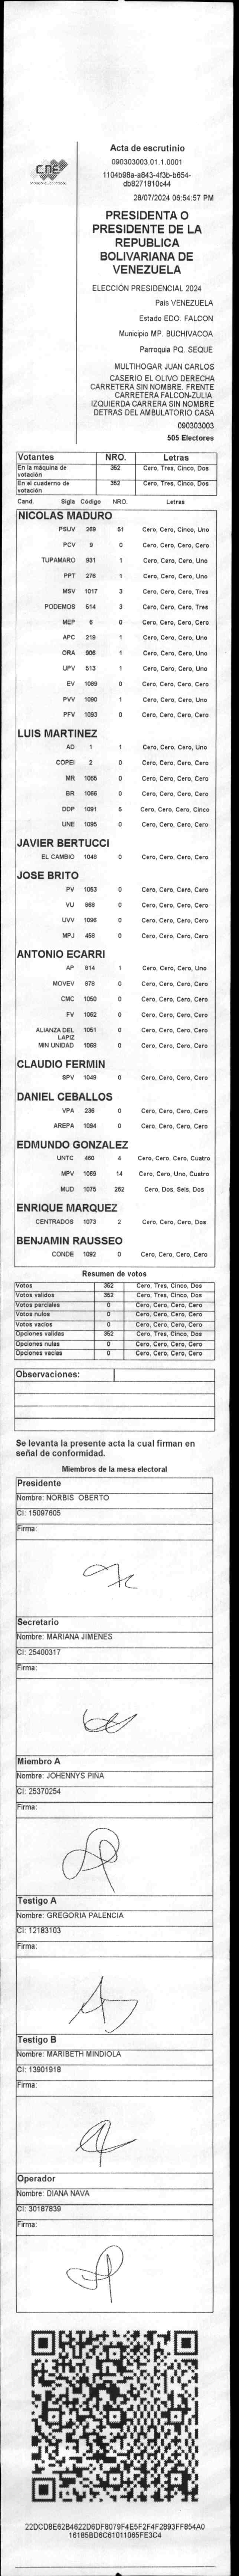 CNE
Acta de escrutinio
090303003.01.1.0001
1104b98a-a843-4f3b-b654-
db8271810c44
28/07/2024 06:54:57 PM
PRESIDENTA O
PRESIDENTE DE LA
REPUBLICA
BOLIVARIANA DE
VENEZUELA
ELECCIÓN PRESIDENCIAL 2024
Pais VENEZUELA
Estado EDO. FALCON
Municipio MP. BUCHIVACOA
Parroquia PQ. SEQUE
MULTIHOGAR JUAN CARLOS
CASERIO EL OLIVO DERECHA
CARRETERA SIN NOMBRE. FRENTE
CARRETERA FALCON-ZULIA.
IZQUIERDA CARRERA SIN NOMBRE
DETRAS DEL AMBULATORIO CASA
090303003
505 Electores
Votantes NRO. Letras
En la máquina de votación 352 Cero, Tres, Cinco, Dos
En el cuaderno de votación 352 Cero, Tres, Cinco, Dos
Cand. Sigla Código NRO. Letras
NICOLAS MADURO
PSUV 269 51 Cero, Cero, Cinco, Uno
PCV 9 0 Cero, Cero, Cero, Cero
TUPAMARO 931 1 Cero, Cero, Cero, Uno
PPT 276 1 Cero, Cero, Cero, Uno
MSV 1017 3 Cero, Cero, Cero, Tres
PODEMOS 514 3 Cero, Cero, Cero, Tres
MEP 6 0 Cero, Cero, Cero, Cero
APC 219 1 Cero, Cero, Cero, Uno
ORA 906 1 Cero, Cero, Cero, Uno
UPV 513 1 Cero, Cero, Cero, Uno
EV 1089 0 Cero, Cero, Cero, Cero
PVV 1090 1 Cero, Cero, Cero, Uno
PFV 1093 0 Cero, Cero, Cero, Cero
LUIS MARTINEZ
AD 1 1 Cero, Cero, Cero, Uno
COPEI 2 0 Cero, Cero, Cero, Cero
MR 1055 0 Cero, Cero, Cero, Cero
BR 1066 0 Cero, Cero, Cero, Cero
DDP 1091 5 Cero, Cero, Cero, Cinco
UNE 1095 0 Cero, Cero, Cero, Cero
JAVIER BERTUCCI
EL CAMBIO 1048 0 Cero, Cero, Cero, Cero
JOSE BRITO
PV 1053 0 Cero, Cero, Cero, Cero
VU 868 0 Cero, Cero, Cero, Cero
UVV 1096 0 Cero, Cero, Cero, Cero
MPJ 458 0 Cero, Cero, Cero, Cero
ANTONIO ECARRI
AP 814 1 Cero, Cero, Cero, Uno
MOVEV 878 0 Cero, Cero, Cero, Cero
CMC 1050 0 Cero, Cero, Cero, Cero
FV 1062 0 Cero, Cero, Cero, Cero
ALIANZA DEL LAPIZ 1051 0 Cero, Cero, Cero, Cero
MIN UNIDAD 1068 0 Cero, Cero, Cero, Cero
CLAUDIO FERMIN
SPV 1049 0 Cero, Cero, Cero, Cero
DANIEL CEBALLOS
VPA 236 0 Cero, Cero, Cero, Cero
AREPA 1094 0 Cero, Cero, Cero, Cero
EDMUNDO GONZALEZ
UNTC 460 4 Cero, Cero, Cero, Cuatro
MPV 1069 14 Cero, Cero, Uno, Cuatro
MUD 1075 262 Cero, Dos, Seis, Dos
ENRIQUE MARQUEZ
CENTRADOS 1073 2 Cero, Cero, Cero, Dos
BENJAMIN RAUSSEO
CONDE 1092 0 Cero, Cero, Cero, Cero
Resumen de votos
Votos 352 Cero, Tres, Cinco, Dos
Votos validos 352 Cero, Tres, Cinco, Dos
Votos parciales 0 Cero, Cero, Cero, Cero
Votos nulos 0 Cero, Cero, Cero, Cero
Votos vacios 0 Cero, Cero, Cero, Cero
Opciones validas 352 Cero, Tres, Cinco, Dos
Opciones nulas 0 Cero, Cero, Cero, Cero
Opciones vacias 0 Cero, Cero, Cero, Cero
Observaciones:
Se levanta la presente acta la cual firman en
señal de conformidad.
Miembros de la mesa electoral
Presidente
Nombre: NORBIS OBERTO
CI: 15097605
Firma:
Secretario
Nombre: MARIANA JIMENES
CI: 25400317
Firma:
Miembro A
Nombre: JOHENNYS PIÑA
CI: 25370254
Firma:
Testigo A
Nombre: GREGORIA PALENCIA
CI: 12183103
Firma:
Testigo B
Nombre: MARIBETH MINDIOLA
CI: 13901918
Firma:
Operador
Nombre: DIANA NAVA
CI: 30187839
Firma:
22DCD8E62B4622D6DF8079F4E5F2F4F2893FF854A0
16185BD6C61011065FE3C4